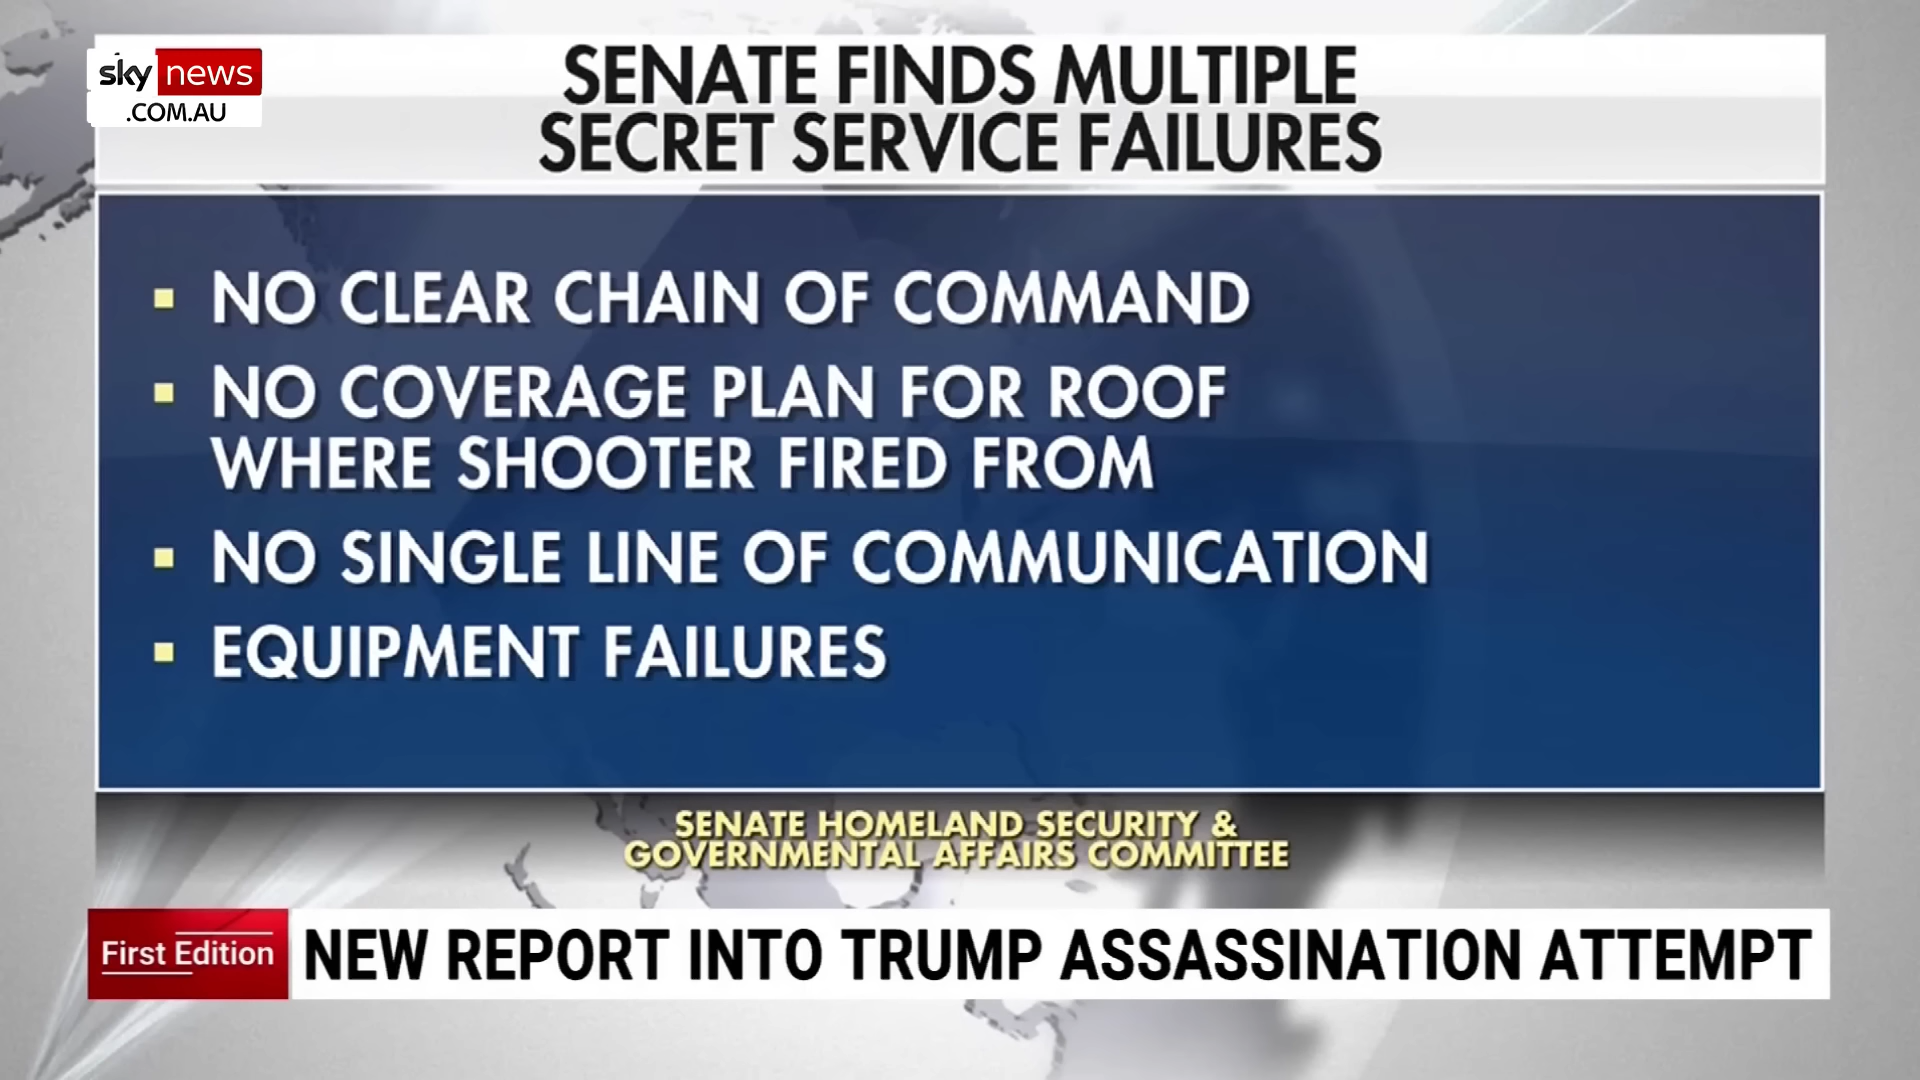 sky news
.COM.AU
SENATE FINDS MULTIPLE
SECRET SERVICE FAILURES
▪ NO CLEAR CHAIN OF COMMAND
▪ NO COVERAGE PLAN FOR ROOF
WHERE SHOOTER FIRED FROM
▪ NO SINGLE LINE OF COMMUNICATION
▪ EQUIPMENT FAILURES
SENATE HOMELAND SECURITY &
GOVERNMENTAL AFFAIRS COMMITTEE
First Edition
NEW REPORT INTO TRUMP ASSASSINATION ATTEMPT